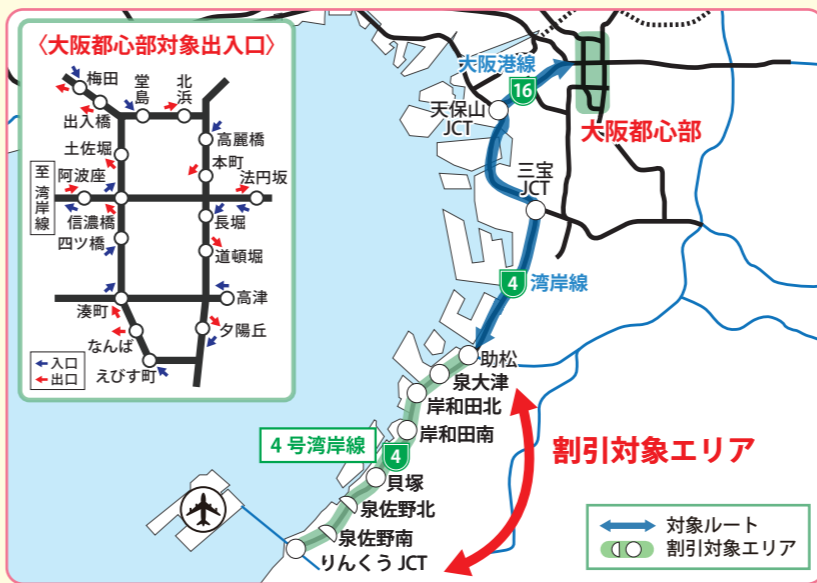 〈大阪都心部対象出入口〉
梅田
堂島
北浜
出入橋
高麗橋
土佐堀
本町
阿波座
法円坂
至湾岸線
信濃橋
長堀
四ツ橋
道頓堀
湊町
高津
なんば
夕陽丘
えびす町
入口
出口
大阪港線
16
天保山
JCT
大阪都心部
三宝
JCT
4
湾岸線
助松
泉大津
岸和田北
岸和田南
4号湾岸線
4
割引対象エリア
貝塚
泉佐野北
泉佐野南
りんくうJCT
対象ルート
割引対象エリア